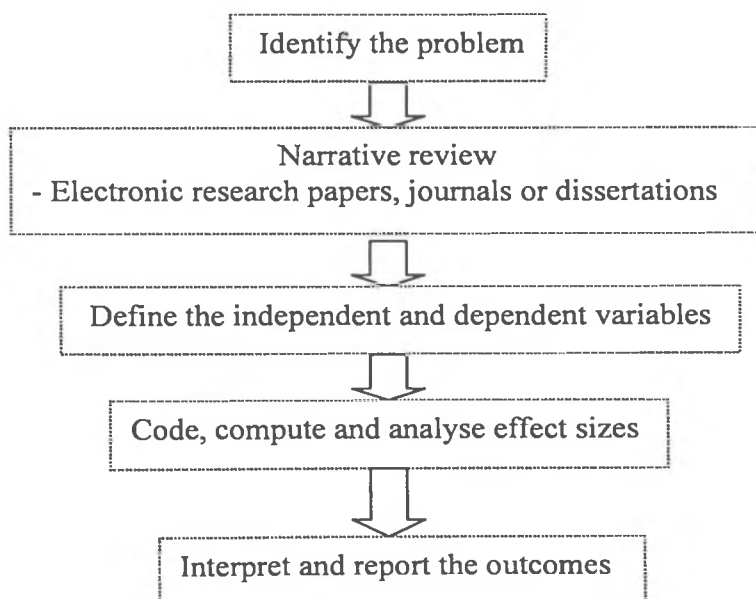 Identify the problem
Narrative review
- Electronic research papers, journals or dissertations
Define the independent and dependent variables
Code, compute and analyse effect sizes
Interpret and report the outcomes